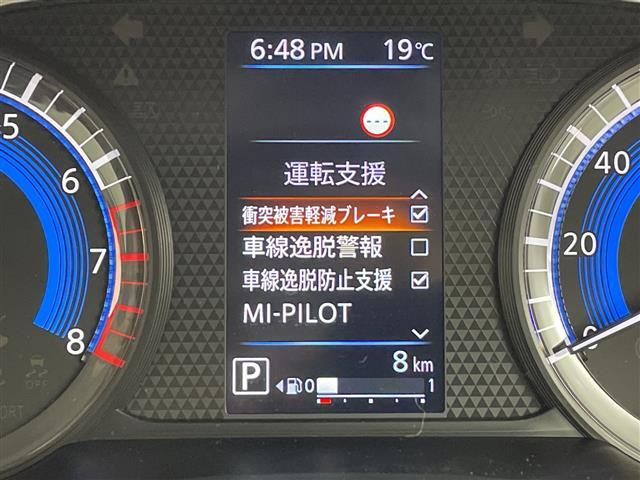 6:48 PM 19℃
---
運転支援
衝突被害軽減ブレーキ
車線逸脱警報
車線逸脱防止支援
MI-PILOT
8 km
P 0 1
5
6
7
8
40
20
0
OFF